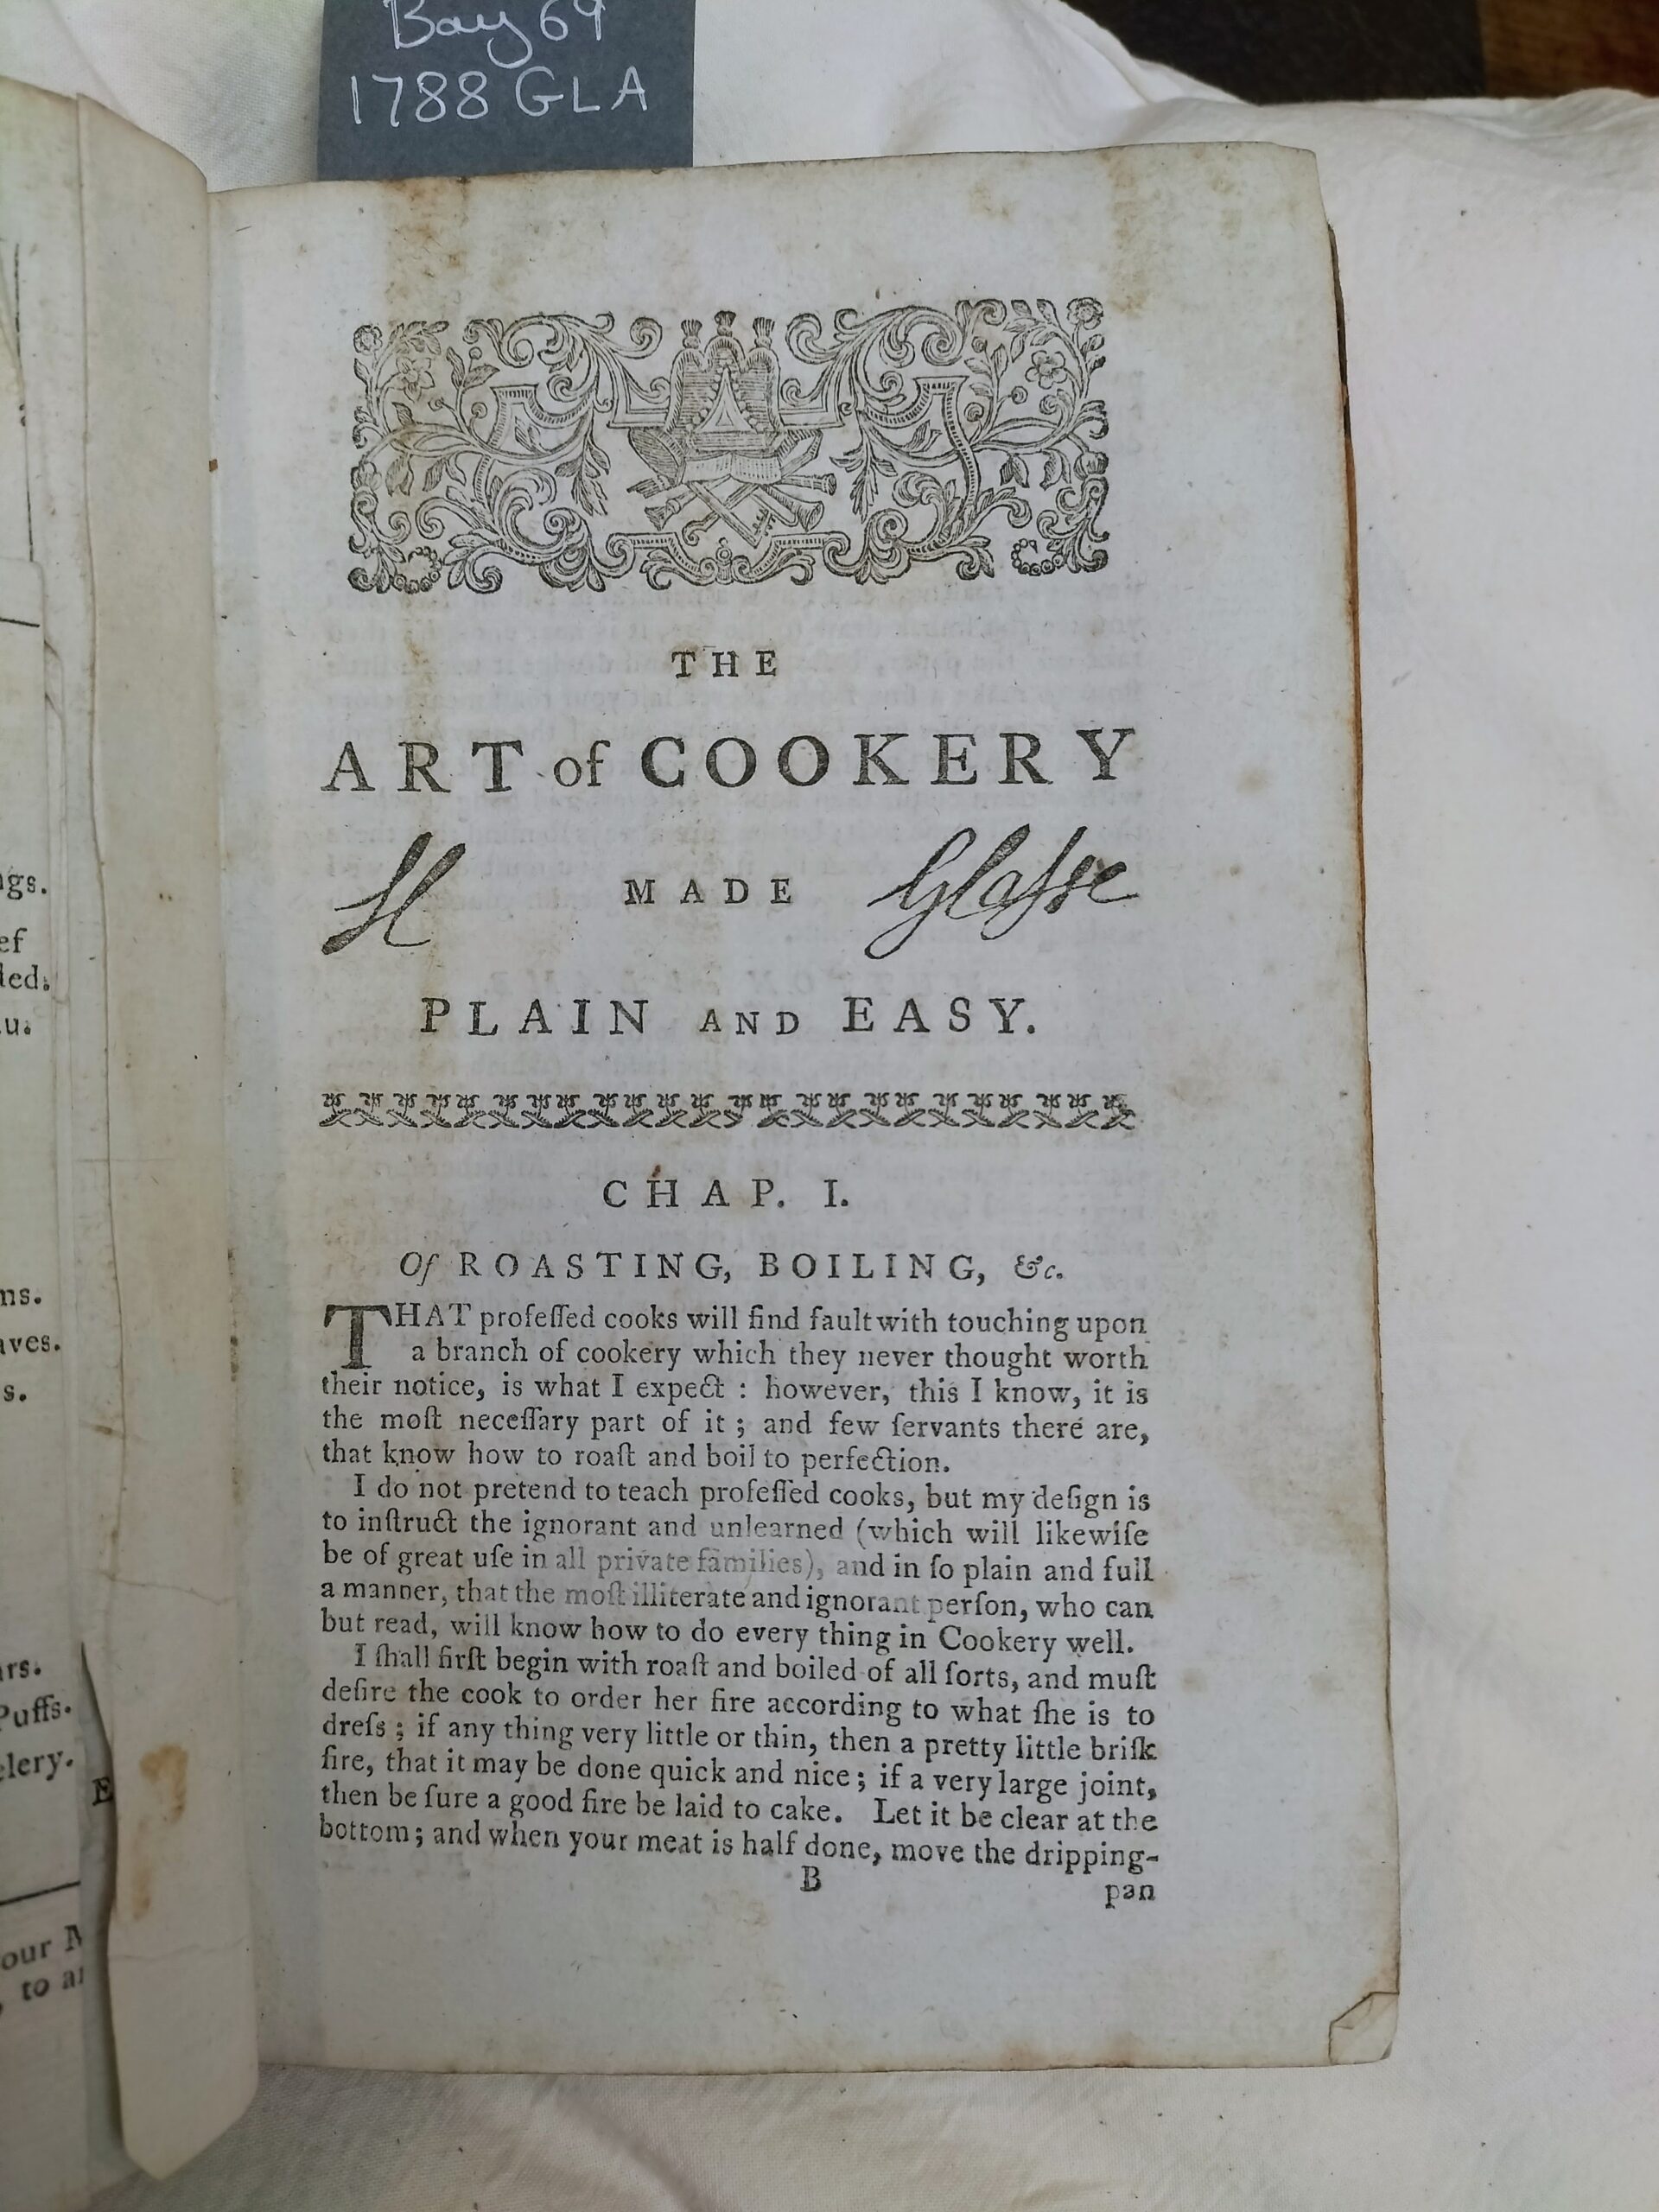 Bay 69
1788 GLA
ngs.
ef
ded.
u.
ms.
aves.
s.
rs.
Puffs.
elery.
E
our M
to a
THE
ART of COOKERY
H MADE Glaſse
PLAIN AND EASY.
CHAP. I.
Of ROASTING, BOILING, &c.
THAT profeſſed cooks will find fault with touching upon
a branch of cookery which they never thought worth
their notice, is what I expect : however, this I know, it is
the moſt neceſſary part of it ; and few ſervants there are,
that know how to roaſt and boil to perfection.
I do not pretend to teach profeſſed cooks, but my deſign is
to inſtruct the ignorant and unlearned (which will likewiſe
be of great uſe in all private families), and in ſo plain and full
a manner, that the moſt illiterate and ignorant perſon, who can
but read, will know how to do every thing in Cookery well.
I ſhall firſt begin with roaſt and boiled of all ſorts, and muſt
deſire the cook to order her fire according to what ſhe is to
dreſs ; if any thing very little or thin, then a pretty little briſk
fire, that it may be done quick and nice ; if a very large joint,
then be ſure a good fire be laid to cake. Let it be clear at the
bottom ; and when your meat is half done, move the dripping-
B
pan